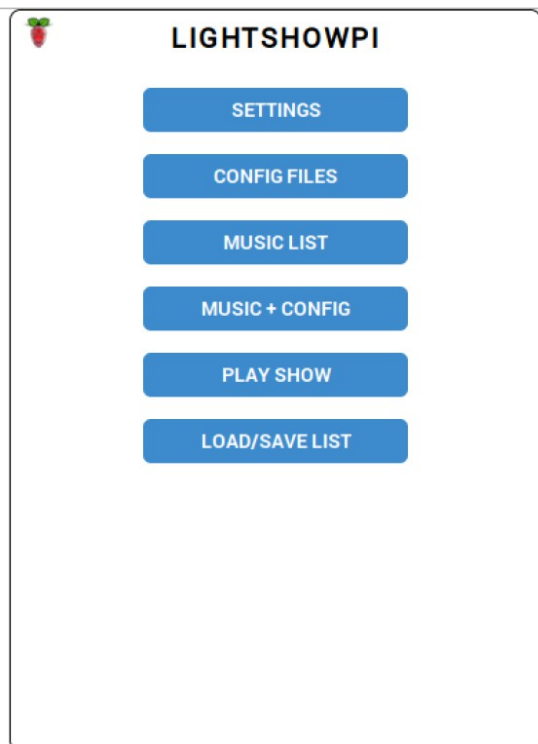 LIGHTSHOWPI
SETTINGS
CONFIG FILES
MUSIC LIST
MUSIC + CONFIG
PLAY SHOW
LOAD/SAVE LIST